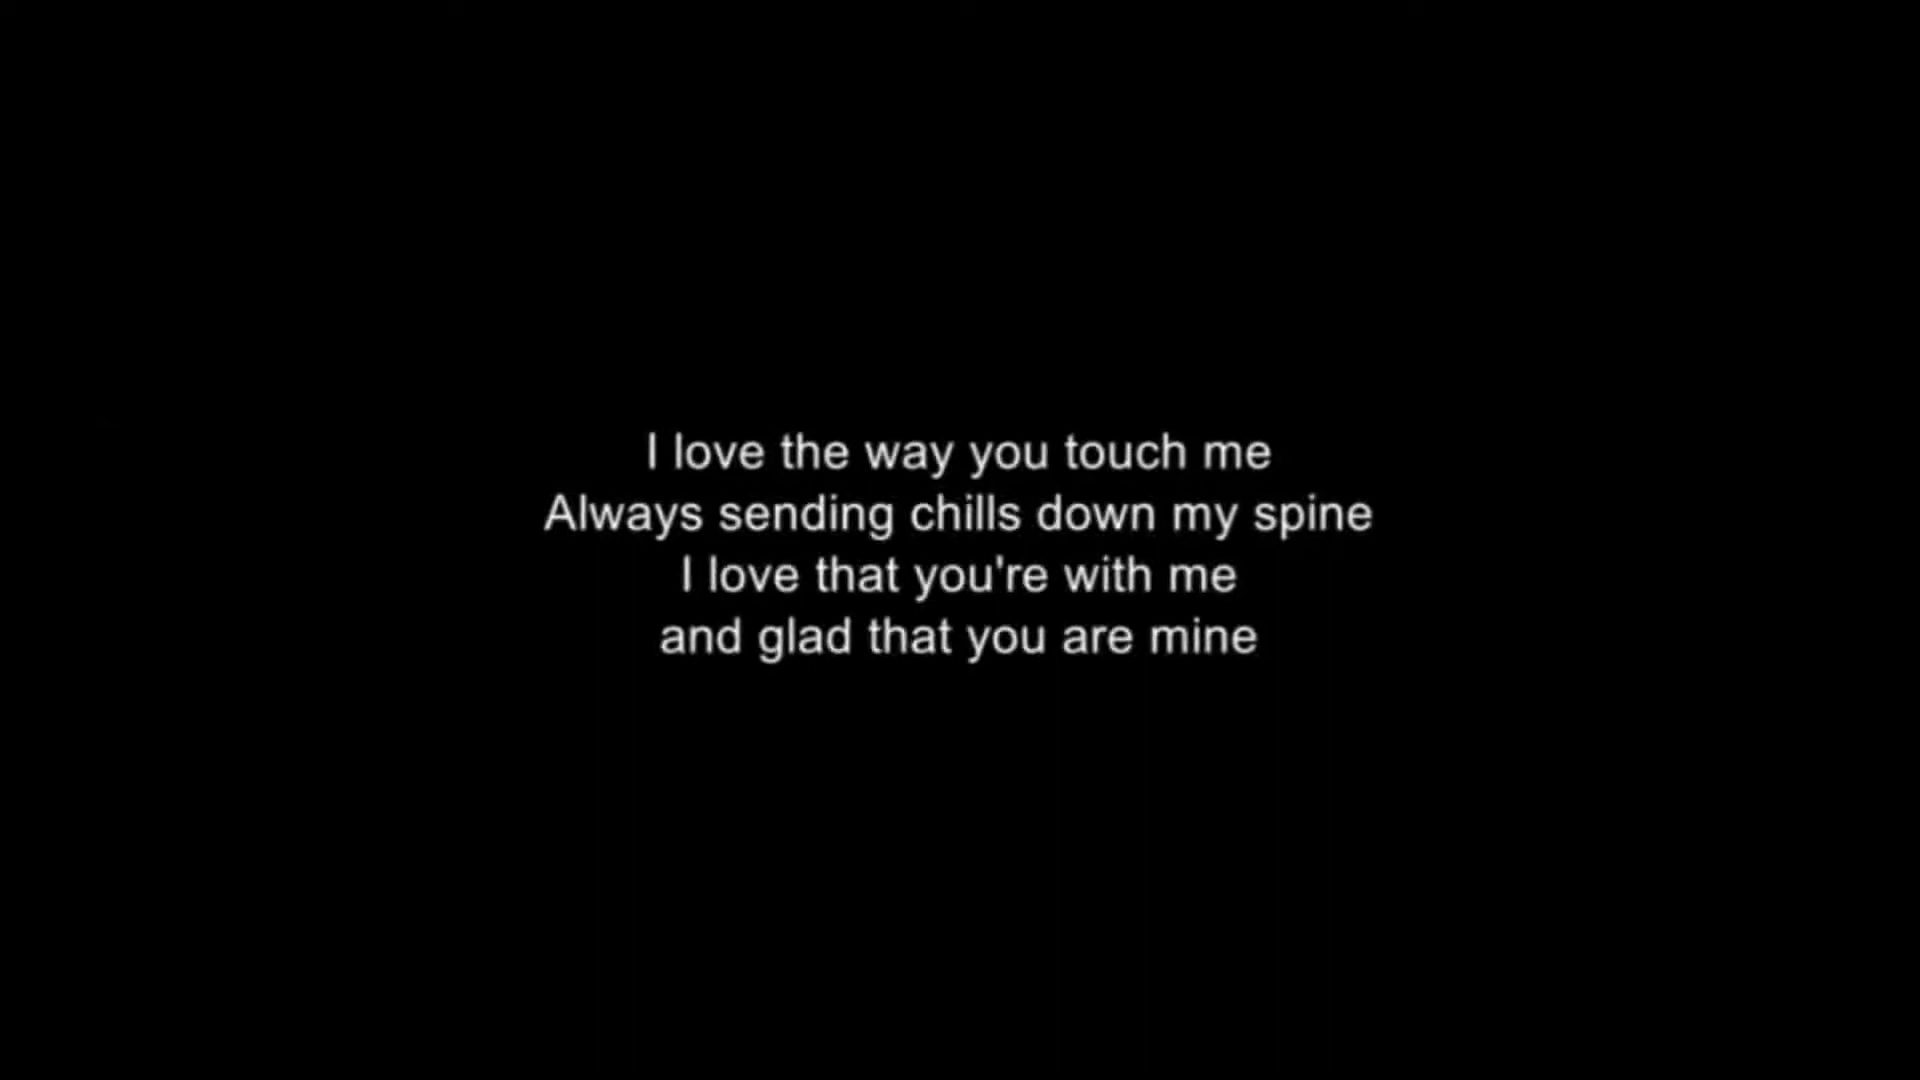 I love the way you touch me
Always sending chills down my spine
I love that you're with me
and glad that you are mine